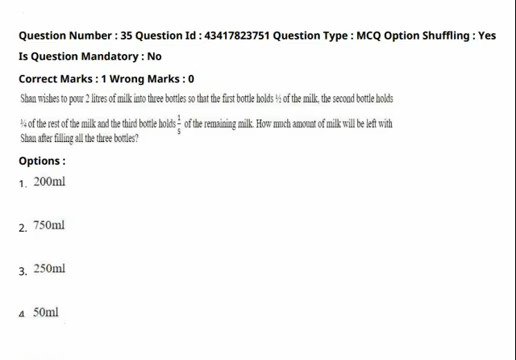 Question Number : 35 Question Id : 43417823751 Question Type : MCQ Option Shuffling : Yes
Is Question Mandatory : No
Correct Marks : 1 Wrong Marks : 0
Shan wishes to pour 2 litres of milk into three bottles so that the first bottle holds ½ of the milk, the second bottle holds
¾ of the rest of the milk and the third bottle holds 1/5 of the remaining milk. How much amount of milk will be left with
Shan after filling all the three bottles?
Options :
1. 200ml
2. 750ml
3. 250ml
4. 50ml